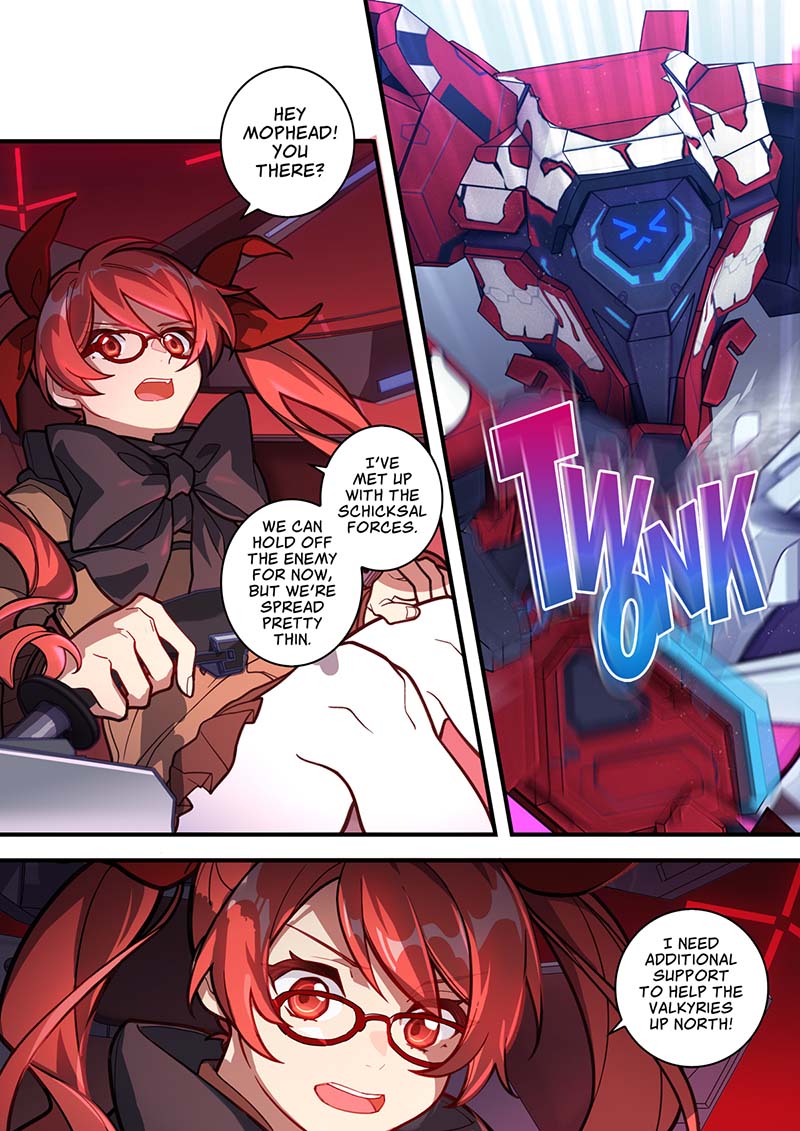 HEY
MOPHEAD!
YOU
THERE?
I'VE
MET UP
WITH THE
SCHICKSAL
FORCES.
WE CAN
HOLD OFF
THE ENEMY
FOR NOW,
BUT WE'RE
SPREAD
PRETTY
THIN.
TWONK
I NEED
ADDITIONAL
SUPPORT
TO HELP THE
VALKYRIES
UP NORTH!